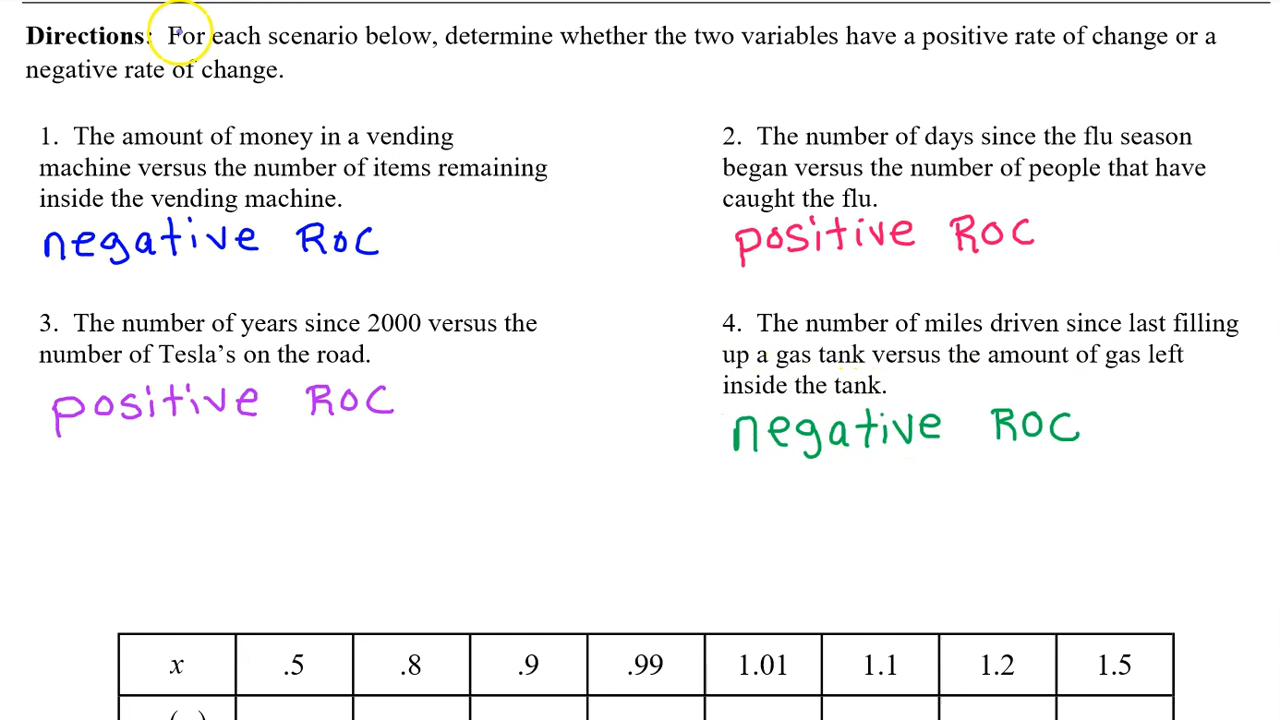 Directions: For each scenario below, determine whether the two variables have a positive rate of change or a
negative rate of change.
1. The amount of money in a vending
machine versus the number of items remaining
inside the vending machine.
negative ROC
2. The number of days since the flu season
began versus the number of people that have
caught the flu.
positive ROC
3. The number of years since 2000 versus the
number of Tesla's on the road.
positive ROC
4. The number of miles driven since last filling
up a gas tank versus the amount of gas left
inside the tank.
negative ROC
x .5 .8 .9 .99 1.01 1.1 1.2 1.5